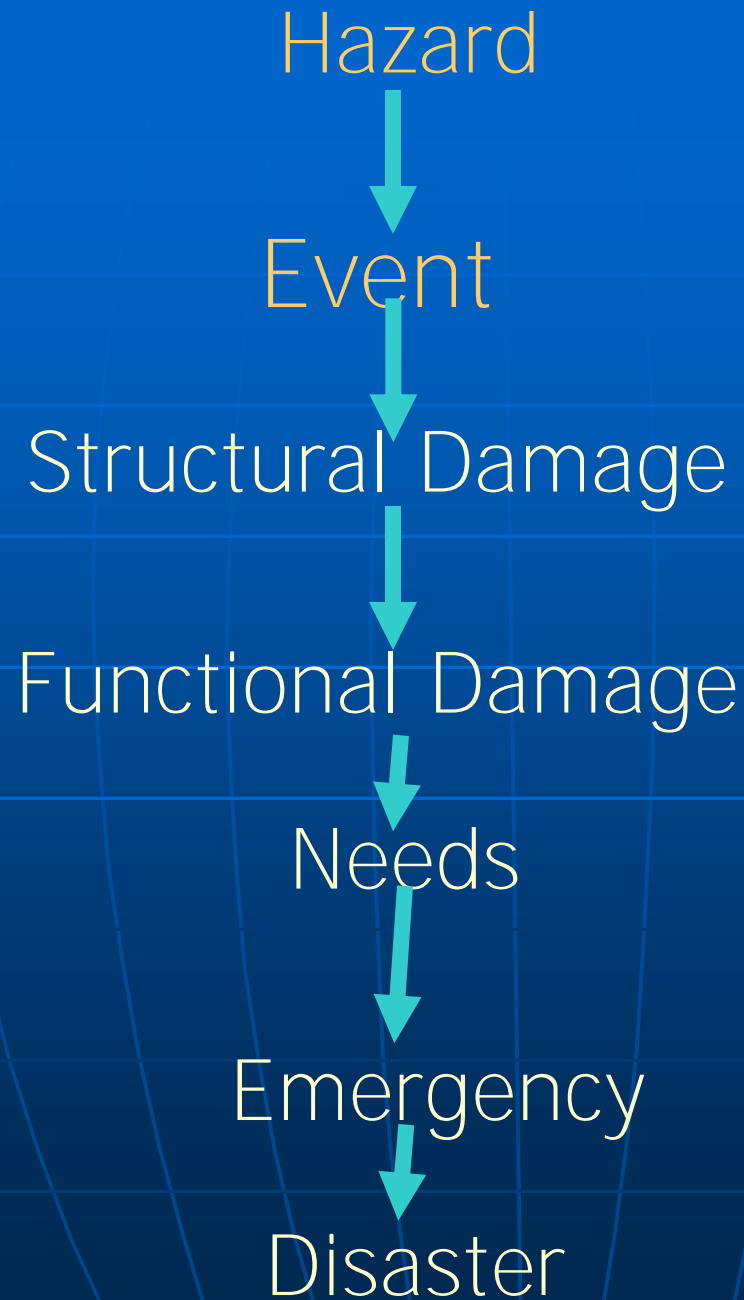 Hazard
Event
Structural Damage
Functional Damage
Needs
Emergency
Disaster